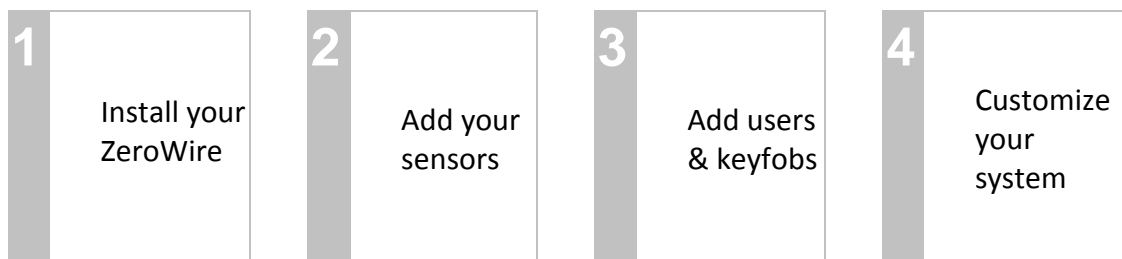 1
Install your
ZeroWire
2
Add your
sensors
3
Add users
& keyfobs
4
Customize
your
system